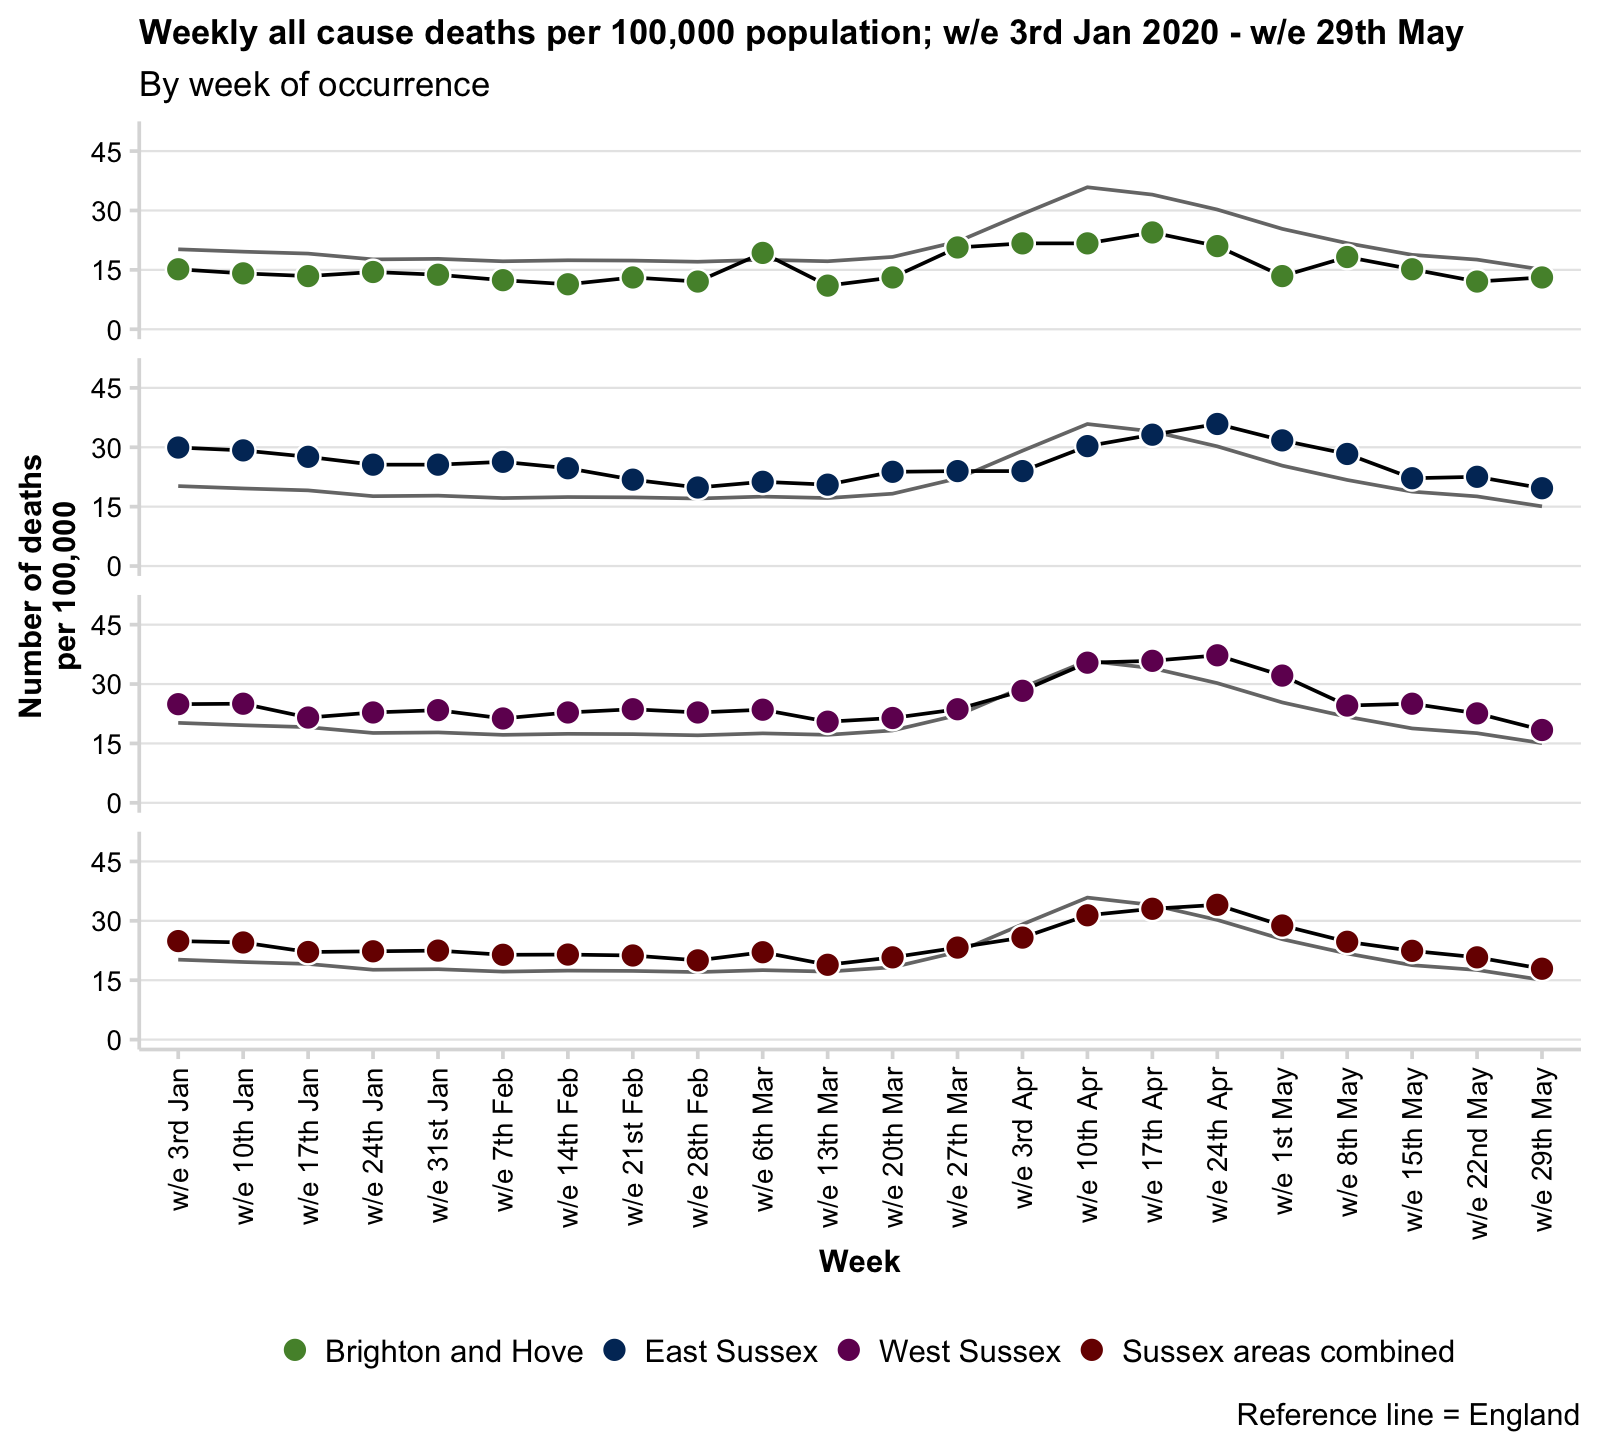 Weekly all cause deaths per 100,000 population; w/e 3rd Jan 2020 - w/e 29th May
By week of occurrence
Number of deaths
per 100,000
45
30
15
0
45
30
15
0
45
30
15
0
45
30
15
0
w/e 3rd Jan
w/e 10th Jan
w/e 17th Jan
w/e 24th Jan
w/e 31st Jan
w/e 7th Feb
w/e 14th Feb
w/e 21st Feb
w/e 28th Feb
w/e 6th Mar
w/e 13th Mar
w/e 20th Mar
w/e 27th Mar
w/e 3rd Apr
w/e 10th Apr
w/e 17th Apr
w/e 24th Apr
w/e 1st May
w/e 8th May
w/e 15th May
w/e 22nd May
w/e 29th May
Week
Brighton and Hove East Sussex West Sussex Sussex areas combined
Reference line = England